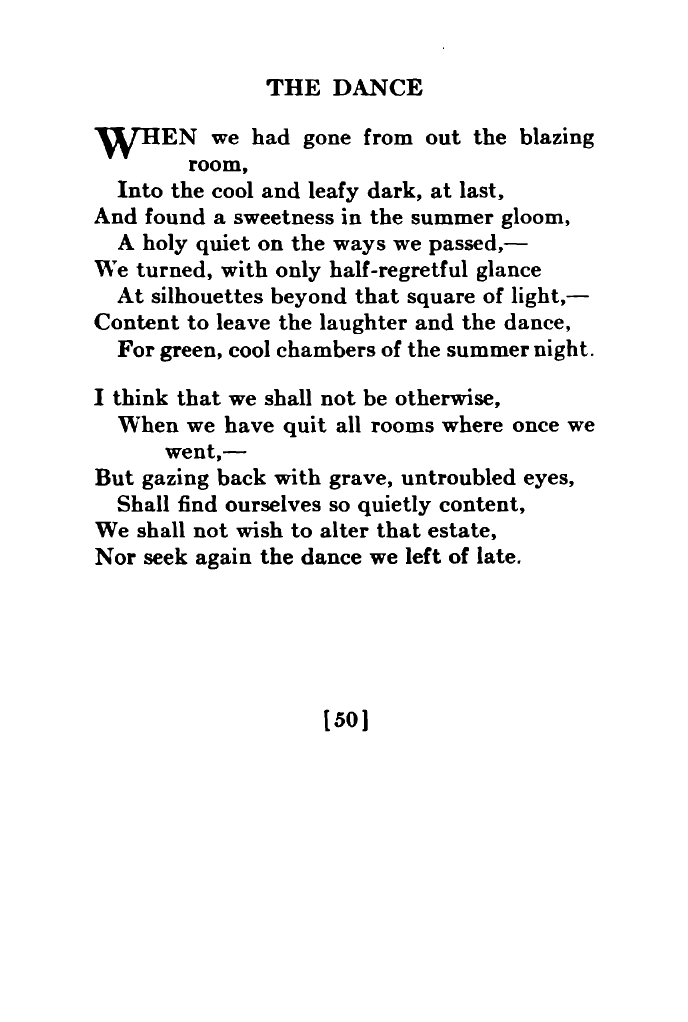 THE DANCE
WHEN we had gone from out the blazing
room,
Into the cool and leafy dark, at last,
And found a sweetness in the summer gloom,
A holy quiet on the ways we passed,—
We turned, with only half-regretful glance
At silhouettes beyond that square of light,—
Content to leave the laughter and the dance,
For green, cool chambers of the summer night.
I think that we shall not be otherwise,
When we have quit all rooms where once we
went,—
But gazing back with grave, untroubled eyes,
Shall find ourselves so quietly content,
We shall not wish to alter that estate,
Nor seek again the dance we left of late.
[50]